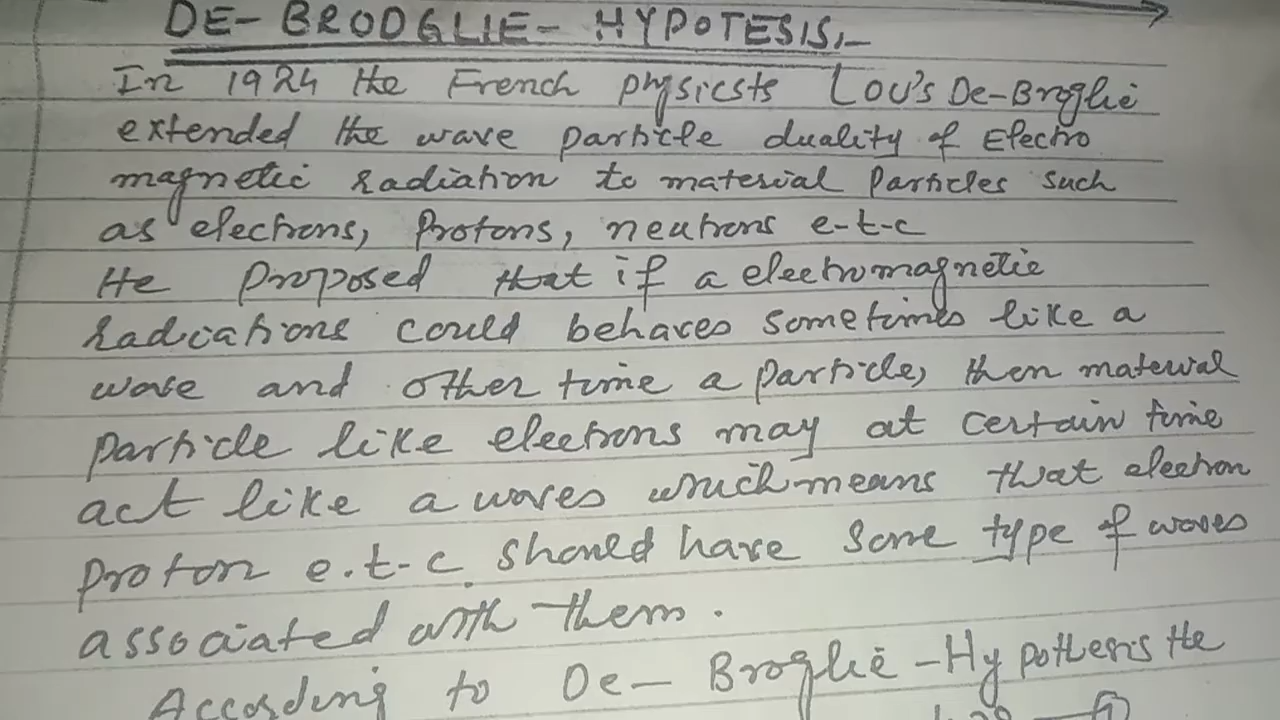 DE- BRODGLIE- HYPOTESIS,-
In 1924 the French physicsts Lou's De-Broglie
extended the wave particle duality of Electro
magnetic radiation to material particles such
as electrons, Protons, neutrons e-t-c
He proposed that if a electromagnetic
radiations could behaves sometimes like a
wave and other time a particle, then material
particle like electrons may at certain time
act like a waves which means that electron
proton e.t-c should have some type of waves
associated with them.
According to De- Broglie -Hypothesis the